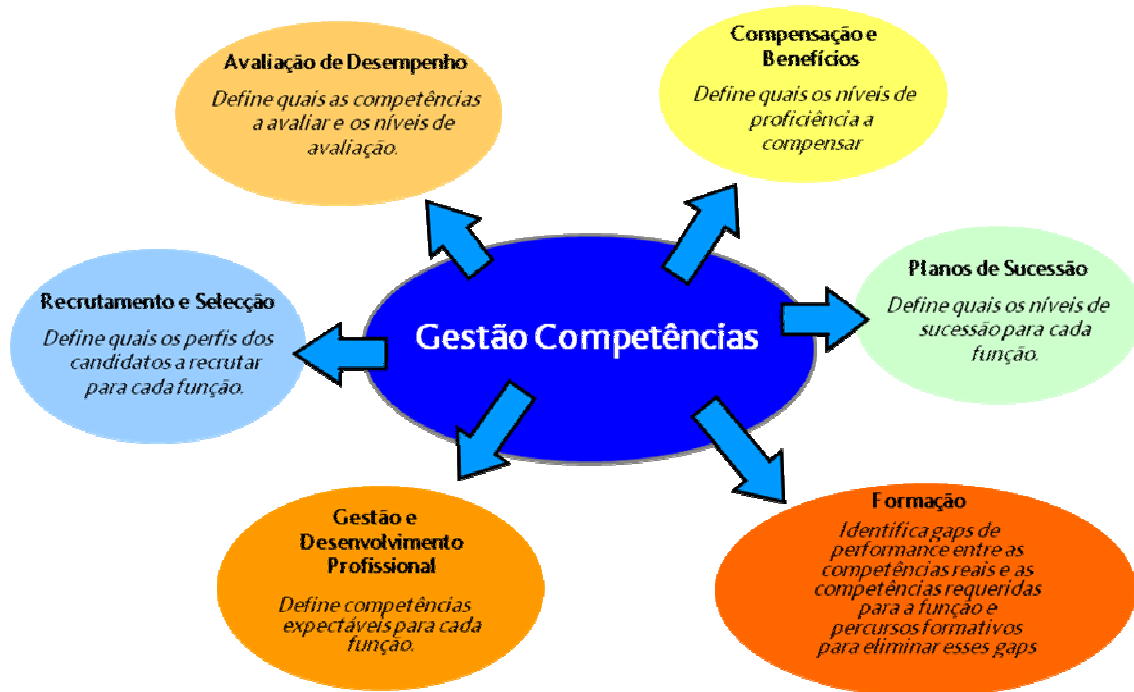 Avaliação de Desempenho
Define quais as competências
a avaliar e os níveis de
avaliação.
Compensação e
Benefícios
Define quais os níveis de
proficiência a
compensar
Recrutamento e Selecção
Define quais os perfis dos
candidatos a recrutar
para cada função.
Gestão Competências
Planos de Sucessão
Define quais os níveis de
sucessão para cada
função.
Gestão e
Desenvolvimento
Profissional
Define competências
expectáveis para cada
função.
Formação
Identifica gaps de
performance entre as
competências reais e as
competências requeridas
para a função e
percursos formativos
para eliminar esses gaps